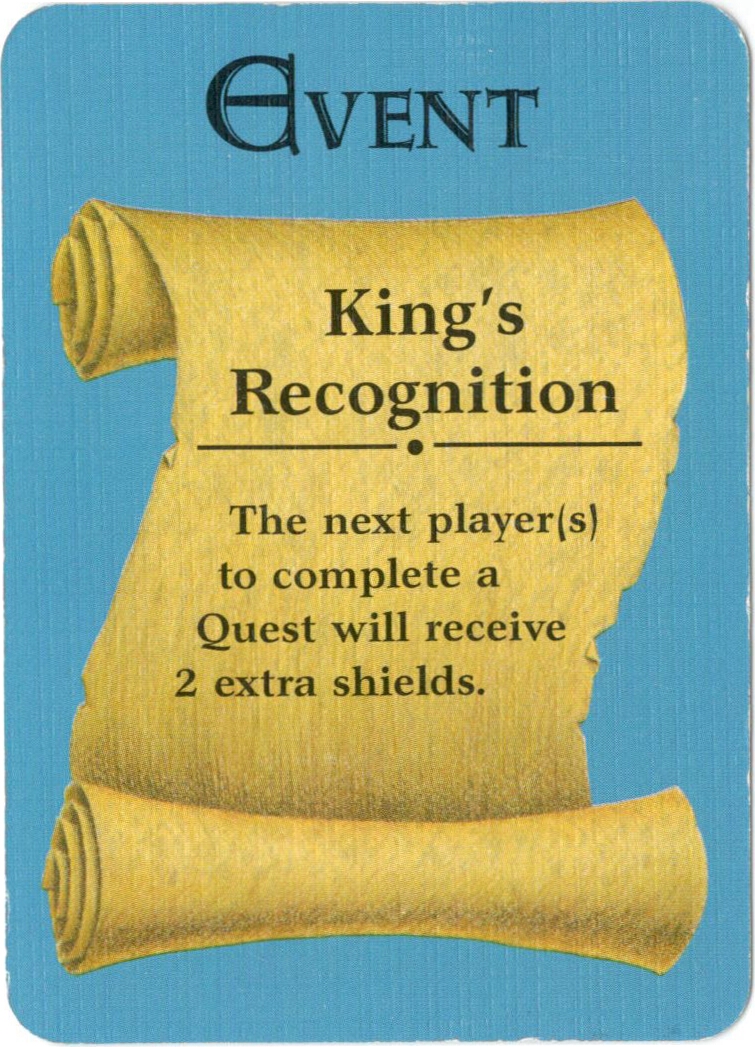 EVENT
King's
Recognition
The next player(s)
to complete a
Quest will receive
2 extra shields.